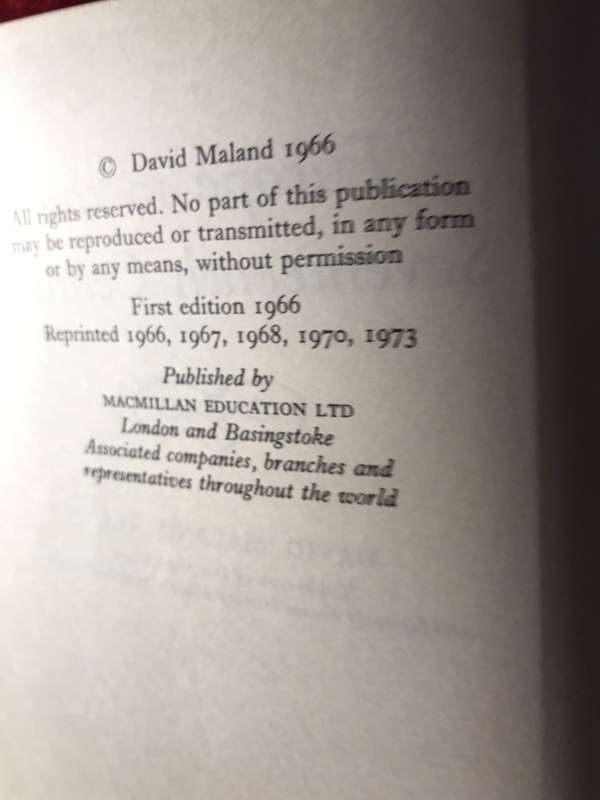 © David Maland 1966
All rights reserved. No part of this publication
may be reproduced or transmitted, in any form
or by any means, without permission
First edition 1966
Reprinted 1966, 1967, 1968, 1970, 1973
Published by
MACMILLAN EDUCATION LTD
London and Basingstoke
Associated companies, branches and
representatives throughout the world